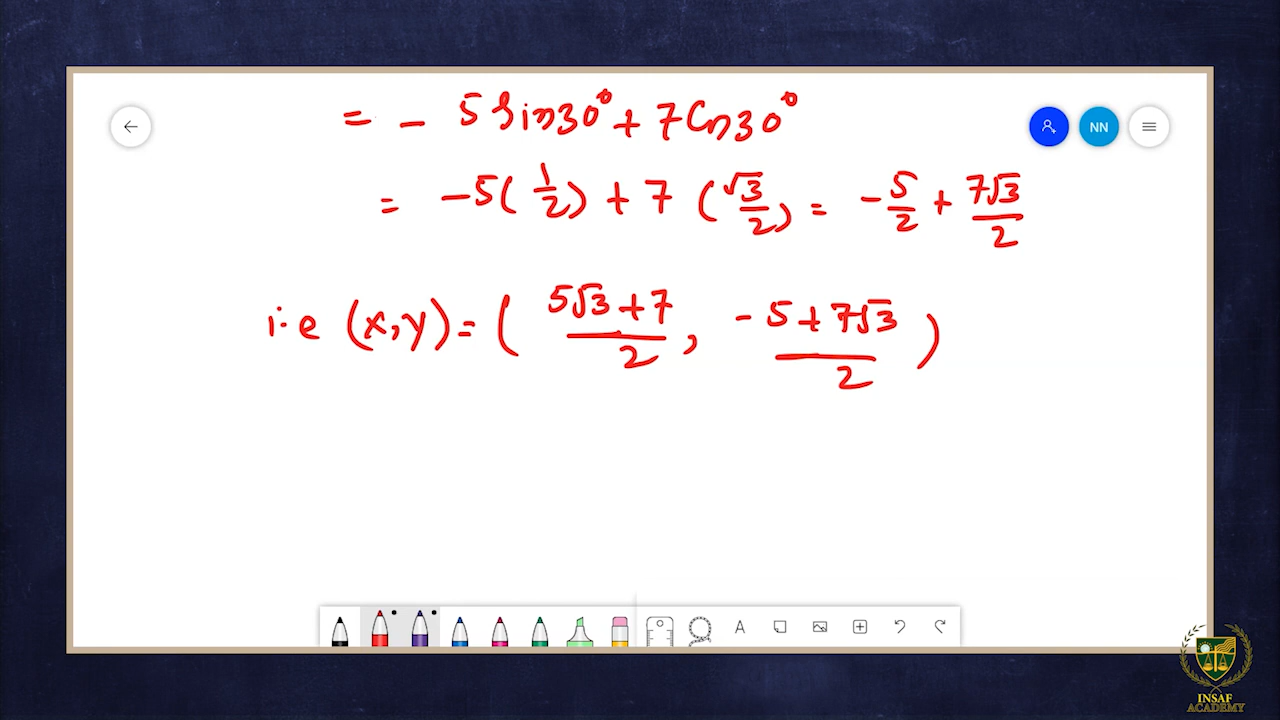 = - 5 sin30° + 7 Cos30°
NN
= -5(1/2) + 7 (√3/2) = -5/2 + 7√3/2
i.e (x,y) = ( 5√3+7/2 , -5+7√3/2 )
A
INSAF
ACADEMY